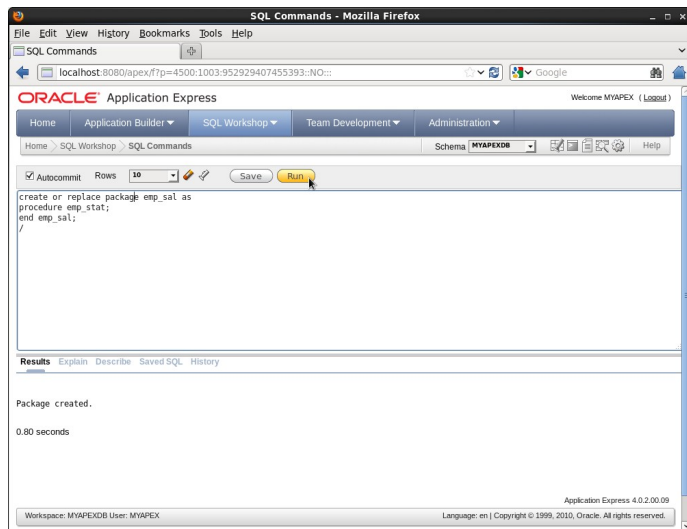 SQL Commands - Mozilla Firefox
File Edit View History Bookmarks Tools Help
SQL Commands
localhost:8080/apex/f?p=4500:1003:952929407455393::NO:::
Google
ORACLE Application Express
Welcome MYAPEX ( Logout )
Home Application Builder SQL Workshop Team Development Administration
Home SQL Workshop SQL Commands Schema MYAPEXDB Help
Autocommit Rows 10 Save Run
create or replace package emp_sal as
procedure emp_stat;
end emp_sal;
/
Results Explain Describe Saved SQL History
Package created.
0.80 seconds
Application Express 4.0.2.00.09
Workspace: MYAPEXDB User: MYAPEX Language: en | Copyright © 1999, 2010, Oracle. All rights reserved.